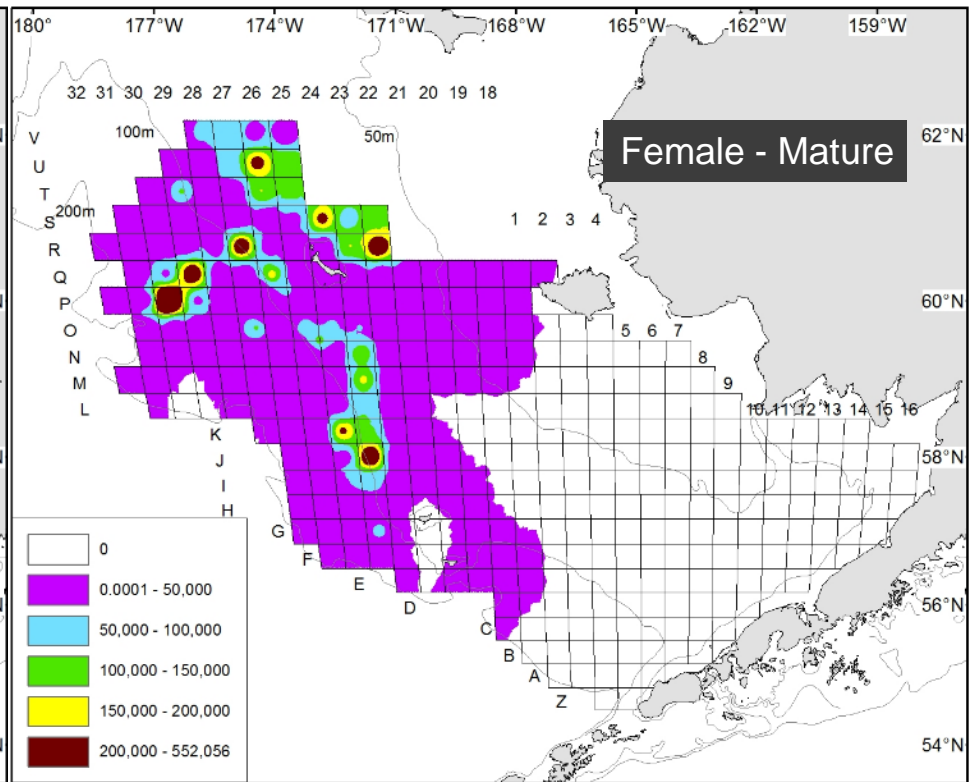 180° 177°W 174°W 171°W 168°W 165°W 162°W 159°W
32 31 30 29 28 27 26 25 24 23 22 21 20 19 18
V 100m 50m 62°N
Female - Mature
U
T
S 200m 1 2 3 4
R
Q
P 60°N
O 5 6 7
N 8
M 9
L 10 11 12 13 14 15 16
K 58°N
J
I
H
G
F
E
D 56°N
C
B
A
Z
54°N
0
0.0001 - 50,000
50,000 - 100,000
100,000 - 150,000
150,000 - 200,000
200,000 - 552,056